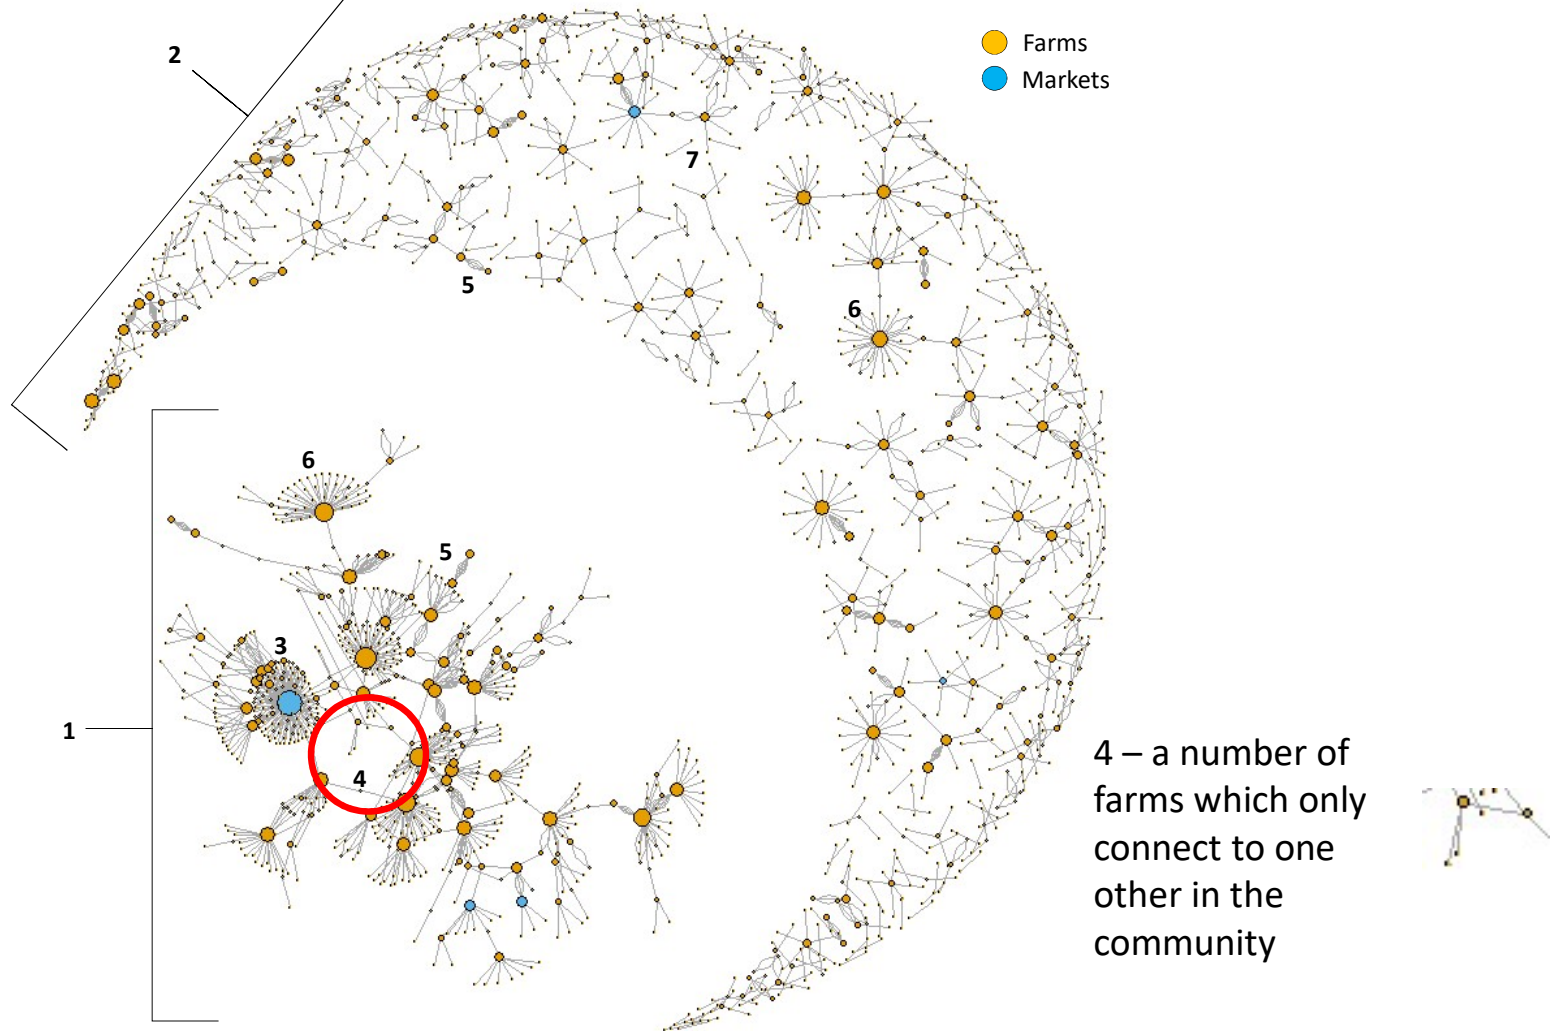 2
Farms
Markets
7
5
6
6
5
3
1
4
4 – a number of
farms which only
connect to one
other in the
community